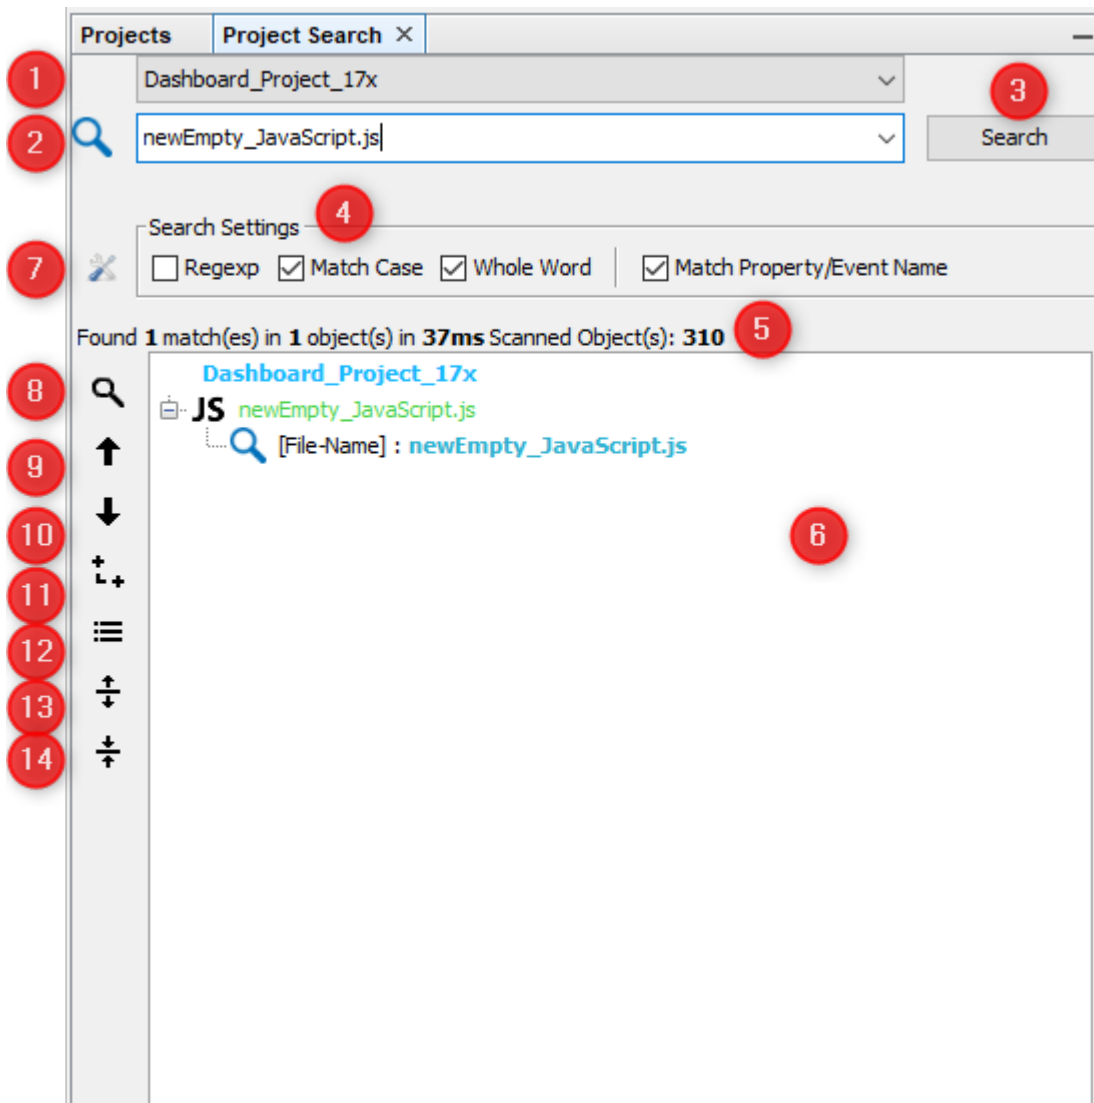 Projects Project Search ×
1 Dashboard_Project_17x
3
2 newEmpty_JavaScript.js Search
4
Search Settings
7 Regexp Match Case Whole Word Match Property/Event Name
5
Found 1 match(es) in 1 object(s) in 37ms Scanned Object(s): 310
Dashboard_Project_17x
8
JS newEmpty_JavaScript.js
9 [File-Name] : newEmpty_JavaScript.js
10 6
11
12
13
14